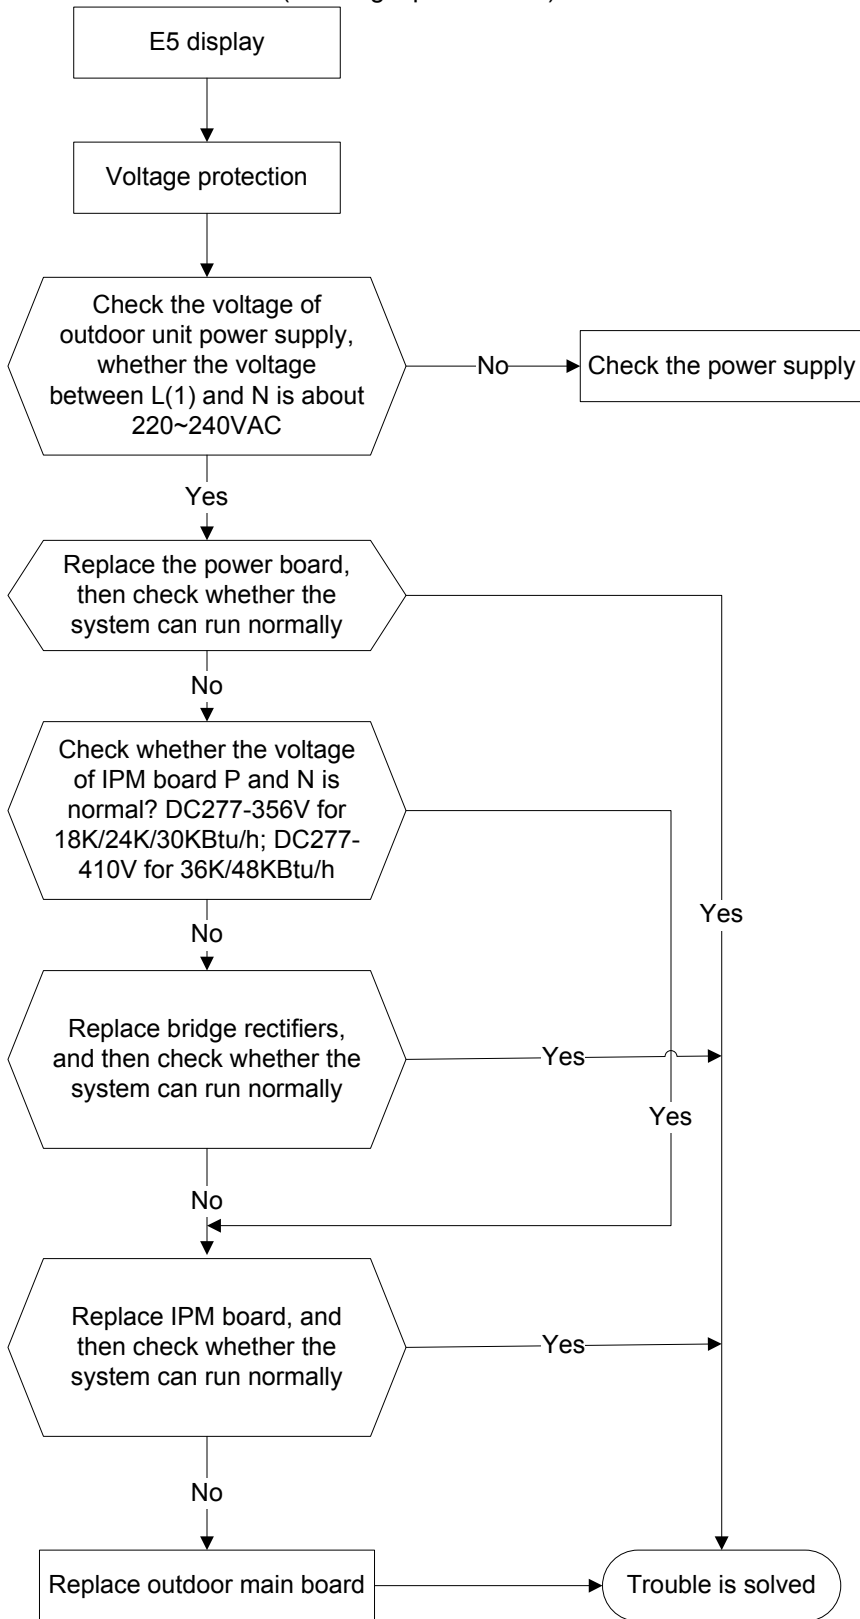 E5 display
Voltage protection
Check the voltage of
outdoor unit power supply,
whether the voltage
between L(1) and N is about
220~240VAC
No
Check the power supply
Yes
Replace the power board,
then check whether the
system can run normally
No
Check whether the voltage
of IPM board P and N is
normal? DC277-356V for
18K/24K/30KBtu/h; DC277-
410V for 36K/48KBtu/h
Yes
No
Replace bridge rectifiers,
and then check whether the
system can run normally
Yes
Yes
No
Replace IPM board, and
then check whether the
system can run normally
Yes
No
Replace outdoor main board
Trouble is solved